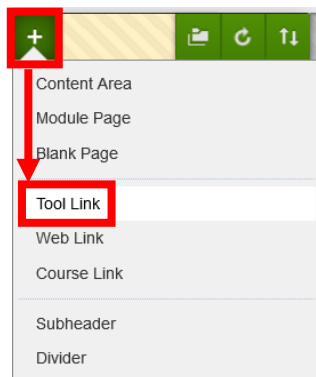 +
Content Area
Module Page
Blank Page
Tool Link
Web Link
Course Link
Subheader
Divider